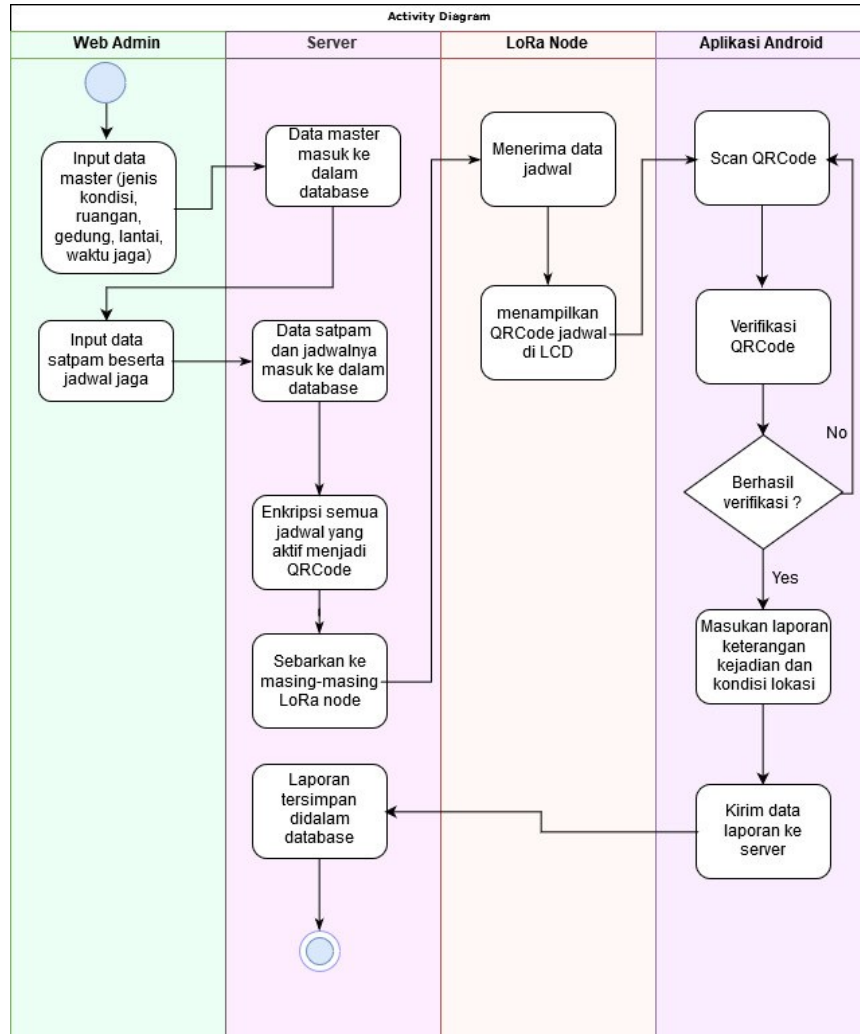 Activity Diagram
Web Admin
Server
LoRa Node
Aplikasi Android
Input data
master (jenis
kondisi,
ruangan,
gedung, lantai,
waktu jaga)
Data master
masuk ke
dalam
database
Input data
satpam beserta
jadwal jaga
Data satpam
dan jadwalnya
masuk ke dalam
database
Enkripsi semua
jadwal yang
aktif menjadi
QRCode
Sebarkan ke
masing-masing
LoRa node
Menerima data
jadwal
menampilkan
QRCode jadwal
di LCD
Scan QRCode
Verifikasi
QRCode
Berhasil
verifikasi ?
No
Yes
Masukan laporan
keterangan
kejadian dan
kondisi lokasi
Kirim data
laporan ke
server
Laporan
tersimpan
didalam
database